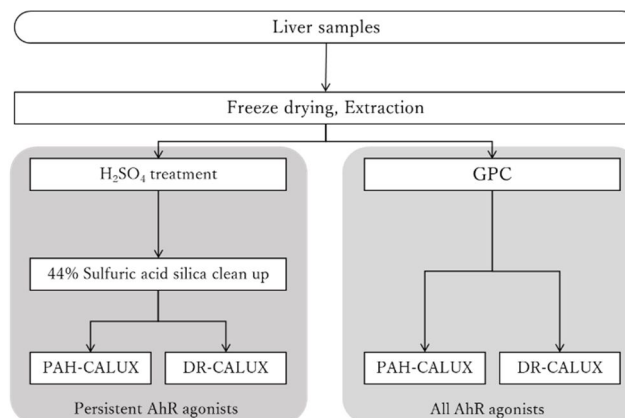 Liver samples
Freeze drying, Extraction
H₂SO₄ treatment
GPC
44% Sulfuric acid silica clean up
PAH-CALUX
DR-CALUX
PAH-CALUX
DR-CALUX
Persistent AhR agonists
All AhR agonists